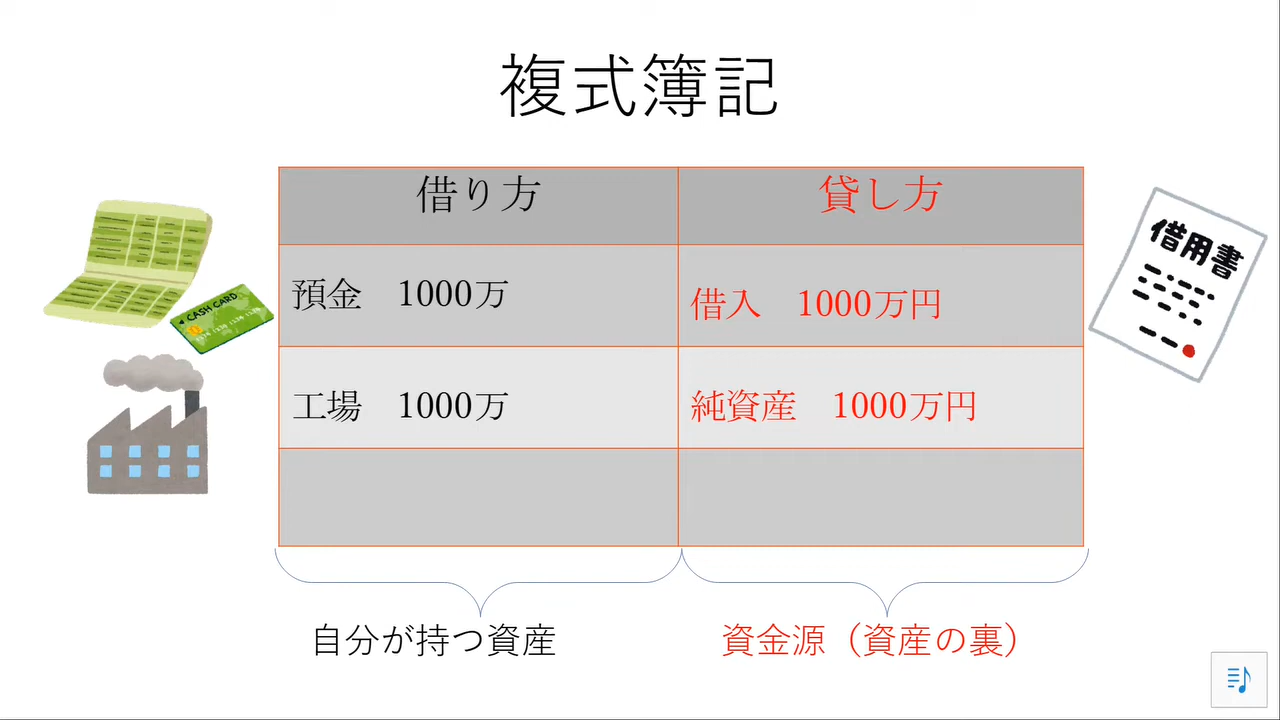 複式簿記
借り方
貸し方
預金　1000万
借入　1000万円
工場　1000万
純資産　1000万円
CASH CARD
借用書
自分が持つ資産
資金源（資産の裏）